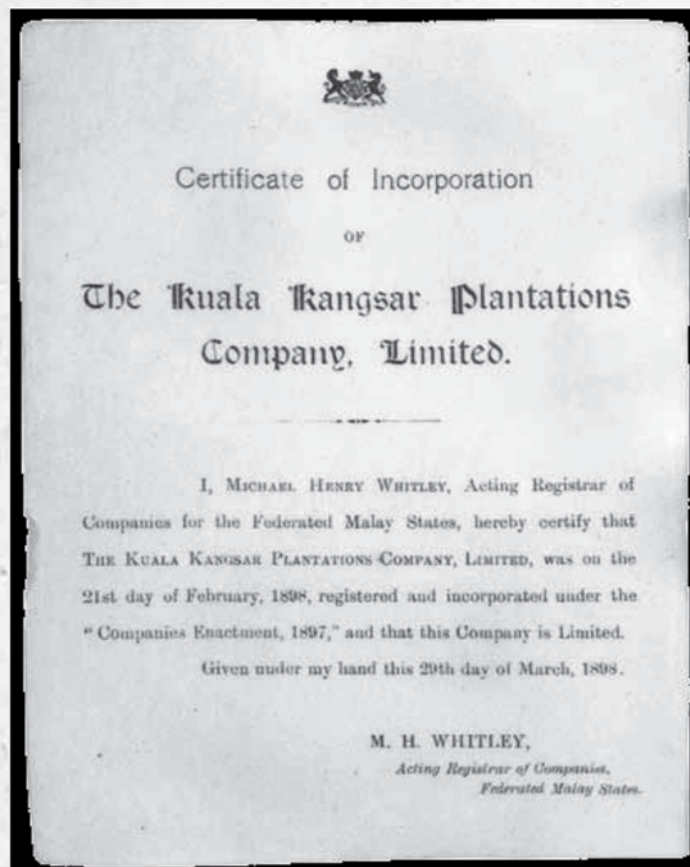 Certificate of Incorporation
OF
The Kuala Kangsar Plantations
Company, Limited.
I, MICHAEL HENRY WHITLEY, Acting Registrar of
Companies for the Federated Malay States, hereby certify that
THE KUALA KANGSAR PLANTATIONS COMPANY, LIMITED, was on the
21st day of February, 1898, registered and incorporated under the
"Companies Enactment, 1897," and that this Company is Limited.
Given under my hand this 29th day of March, 1898.
M. H. WHITLEY,
Acting Registrar of Companies,
Federated Malay States.